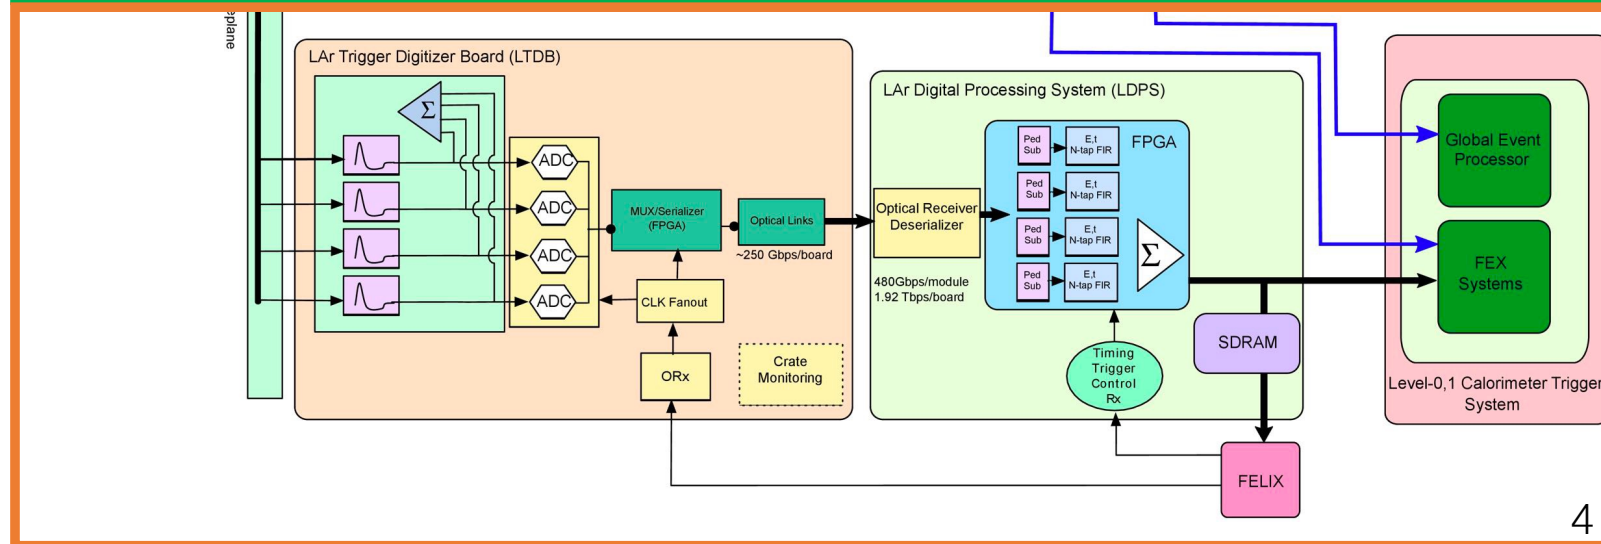 eplane
LAr Trigger Digitizer Board (LTDB)
Σ
ADC
ADC
ADC
ADC
MUX/Serializer
(FPGA)
Optical Links
~250 Gbps/board
CLK Fanout
ORx
Crate
Monitoring
LAr Digital Processing System (LDPS)
Optical Receiver
Deserializer
480Gbps/module
1.92 Tbps/board
FPGA
Ped
Sub
E,t
N-tap FIR
Ped
Sub
E,t
N-tap FIR
Ped
Sub
E,t
N-tap FIR
Ped
Sub
E,t
N-tap FIR
Σ
Timing
Trigger
Control
Rx
SDRAM
FELIX
Global Event
Processor
FEX
Systems
Level-0,1 Calorimeter Trigger
System
4